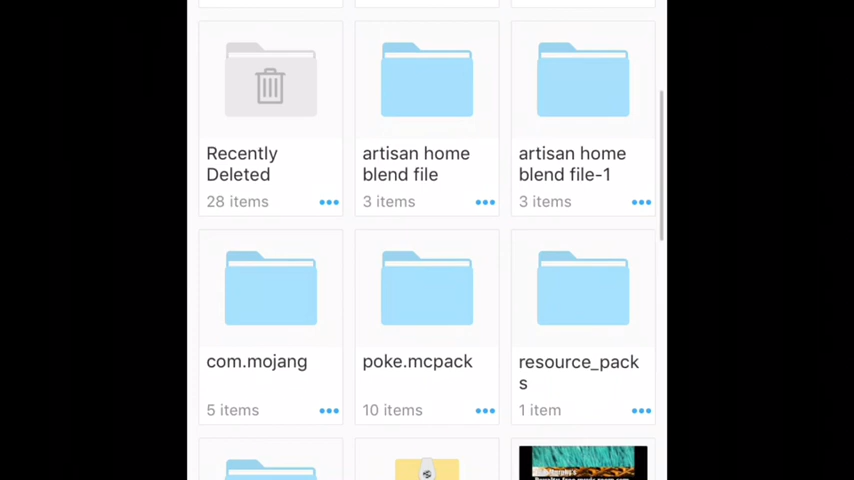 Recently
Deleted
28 items
artisan home
blend file
3 items
artisan home
blend file-1
3 items
com.mojang
5 items
poke.mcpack
10 items
resource_pack
s
1 item